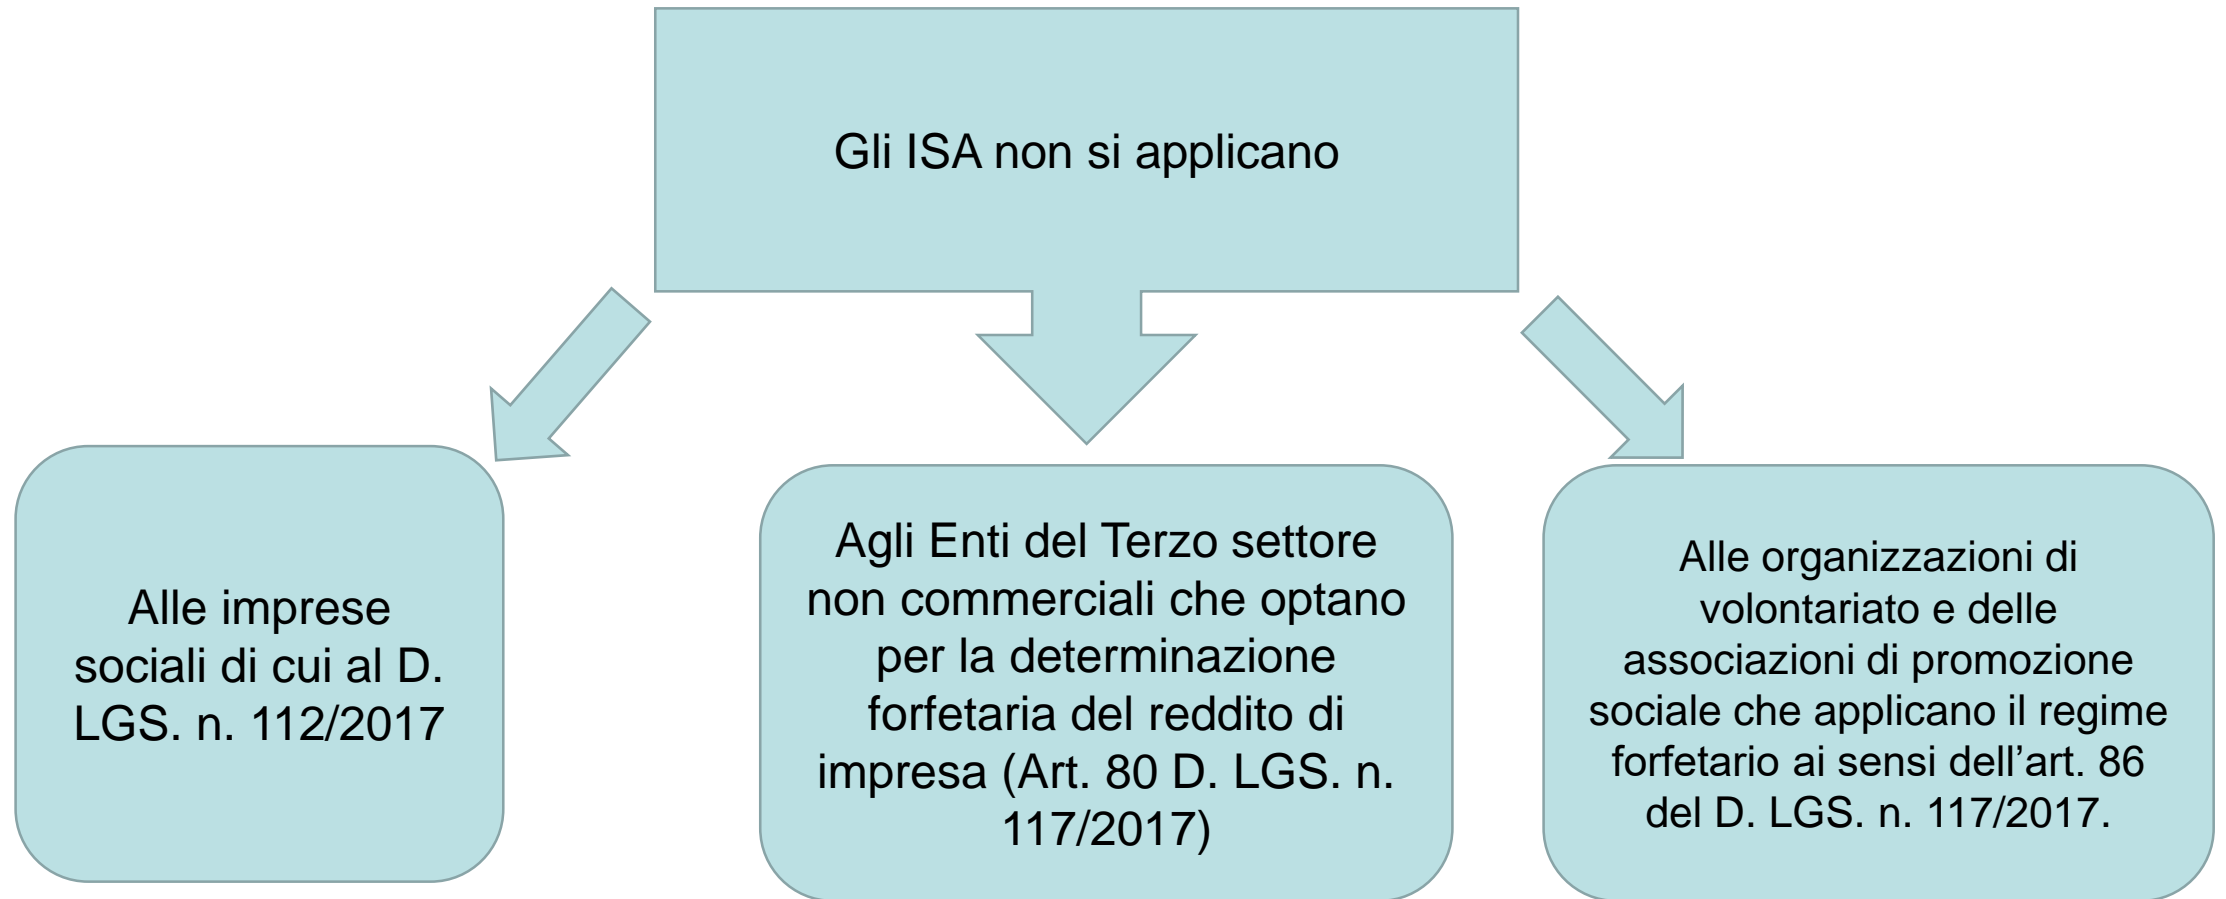 Gli ISA non si applicano
Alle imprese
sociali di cui al D.
LGS. n. 112/2017
Agli Enti del Terzo settore
non commerciali che optano
per la determinazione
forfetaria del reddito di
impresa (Art. 80 D. LGS. n.
117/2017)
Alle organizzazioni di
volontariato e delle
associazioni di promozione
sociale che applicano il regime
forfetario ai sensi dell’art. 86
del D. LGS. n. 117/2017.